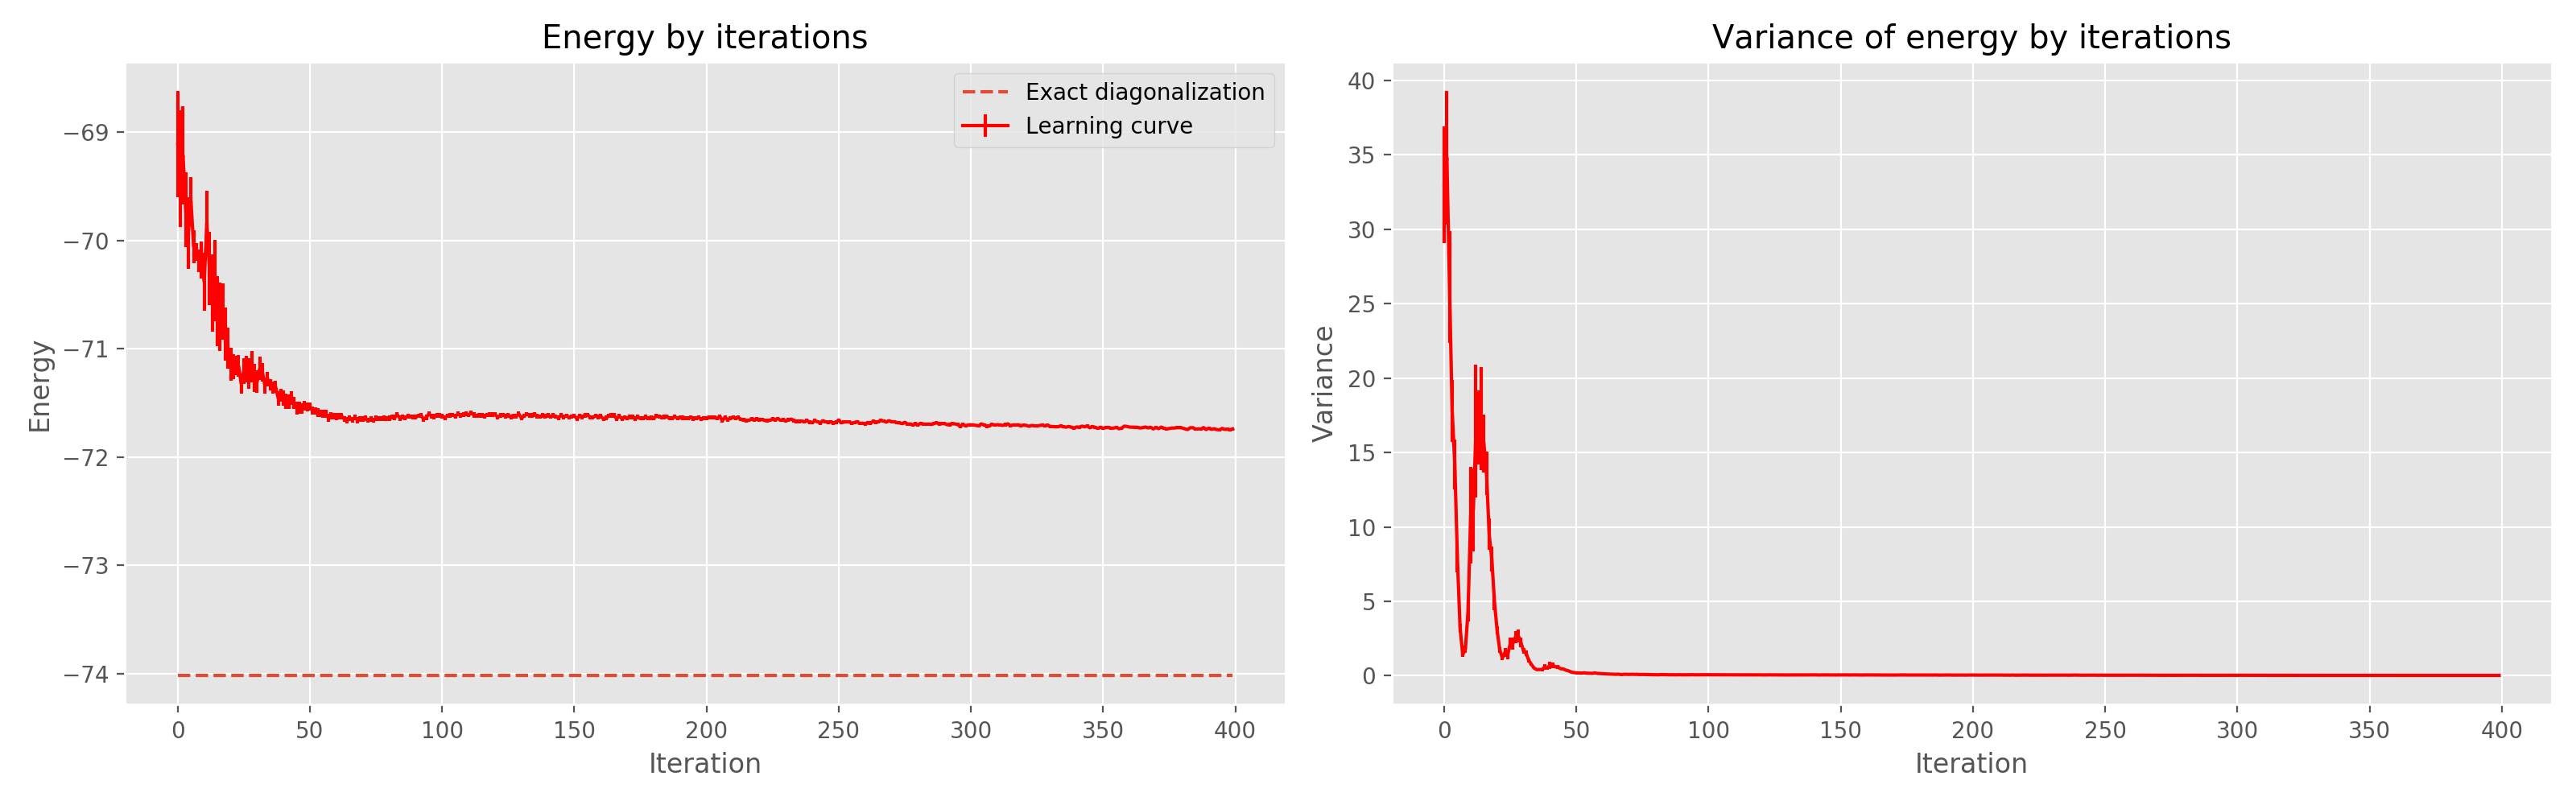 Energy by iterations
Exact diagonalization
Learning curve
Energy
−69
−70
−71
−72
−73
−74
0 50 100 150 200 250 300 350 400
Iteration
Variance of energy by iterations
Variance
40
35
30
25
20
15
10
5
0
0 50 100 150 200 250 300 350 400
Iteration